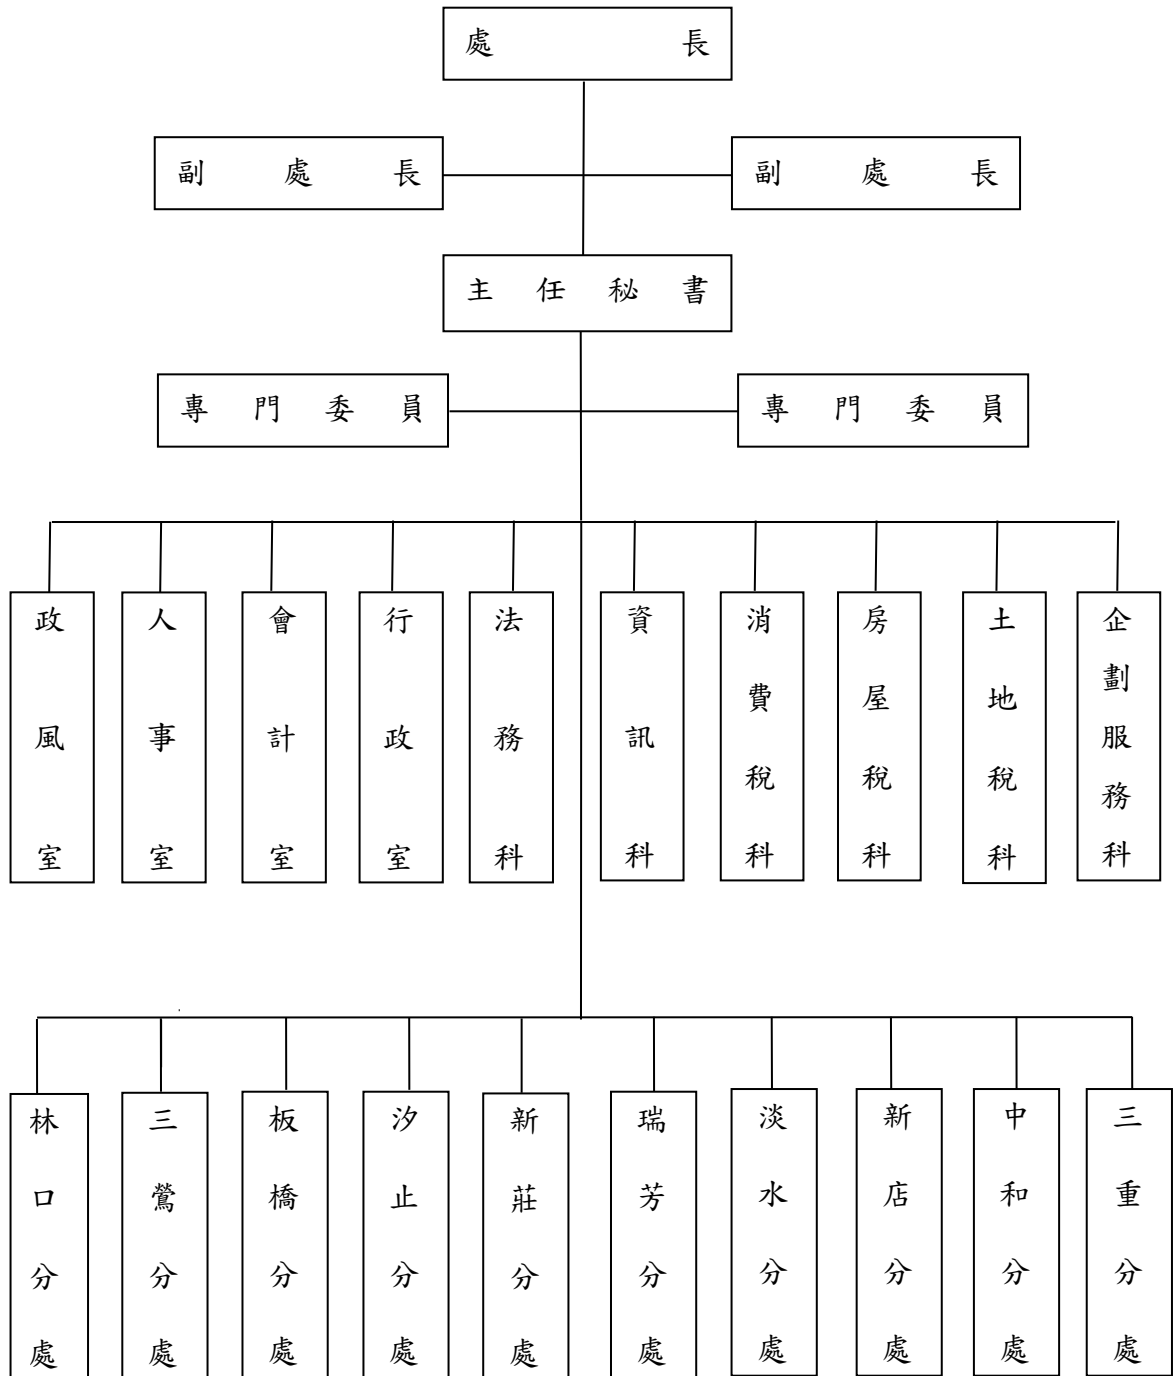 處長
副處長
副處長
主任秘書
專門委員
專門委員
政風室
人事室
會計室
行政室
法務科
資訊科
消費稅科
房屋稅科
土地稅科
企劃服務科
林口分處
三鶯分處
板橋分處
汐止分處
新莊分處
瑞芳分處
淡水分處
新店分處
中和分處
三重分處